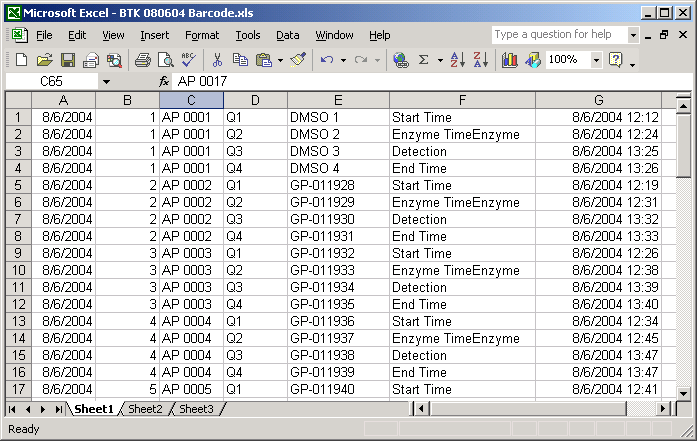 Microsoft Excel - BTK 080604 Barcode.xls
File Edit View Insert Format Tools Data Window Help Type a question for help
Σ 100%
C65 fx AP 0017
A B C D E F G
1 8/6/2004 1 AP 0001 Q1 DMSO 1 Start Time 8/6/2004 12:12
2 8/6/2004 1 AP 0001 Q2 DMSO 2 Enzyme TimeEnzyme 8/6/2004 12:24
3 8/6/2004 1 AP 0001 Q3 DMSO 3 Detection 8/6/2004 13:25
4 8/6/2004 1 AP 0001 Q4 DMSO 4 End Time 8/6/2004 13:26
5 8/6/2004 2 AP 0002 Q1 GP-011928 Start Time 8/6/2004 12:19
6 8/6/2004 2 AP 0002 Q2 GP-011929 Enzyme TimeEnzyme 8/6/2004 12:31
7 8/6/2004 2 AP 0002 Q3 GP-011930 Detection 8/6/2004 13:32
8 8/6/2004 2 AP 0002 Q4 GP-011931 End Time 8/6/2004 13:33
9 8/6/2004 3 AP 0003 Q1 GP-011932 Start Time 8/6/2004 12:26
10 8/6/2004 3 AP 0003 Q2 GP-011933 Enzyme TimeEnzyme 8/6/2004 12:38
11 8/6/2004 3 AP 0003 Q3 GP-011934 Detection 8/6/2004 13:39
12 8/6/2004 3 AP 0003 Q4 GP-011935 End Time 8/6/2004 13:40
13 8/6/2004 4 AP 0004 Q1 GP-011936 Start Time 8/6/2004 12:34
14 8/6/2004 4 AP 0004 Q2 GP-011937 Enzyme TimeEnzyme 8/6/2004 12:45
15 8/6/2004 4 AP 0004 Q3 GP-011938 Detection 8/6/2004 13:47
16 8/6/2004 4 AP 0004 Q4 GP-011939 End Time 8/6/2004 13:47
17 8/6/2004 5 AP 0005 Q1 GP-011940 Start Time 8/6/2004 12:41
Sheet1 Sheet2 Sheet3
Ready